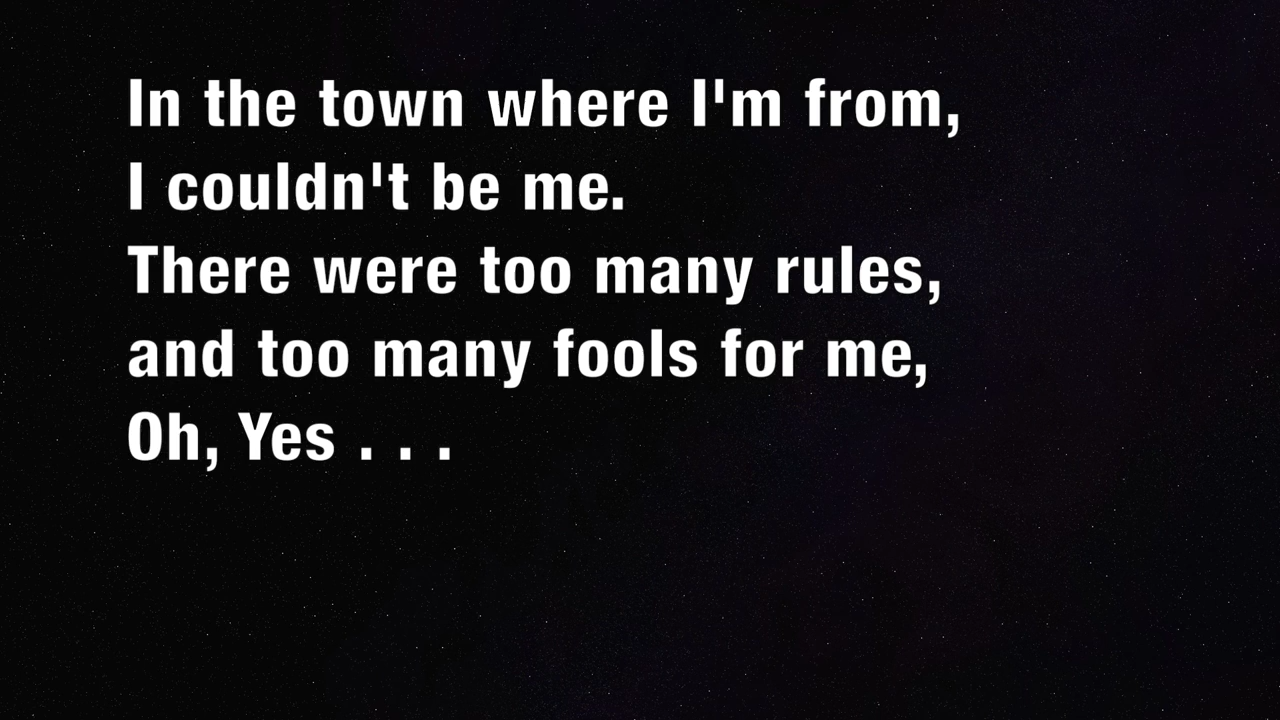 In the town where I'm from,
I couldn't be me.
There were too many rules,
and too many fools for me,
Oh, Yes . . .